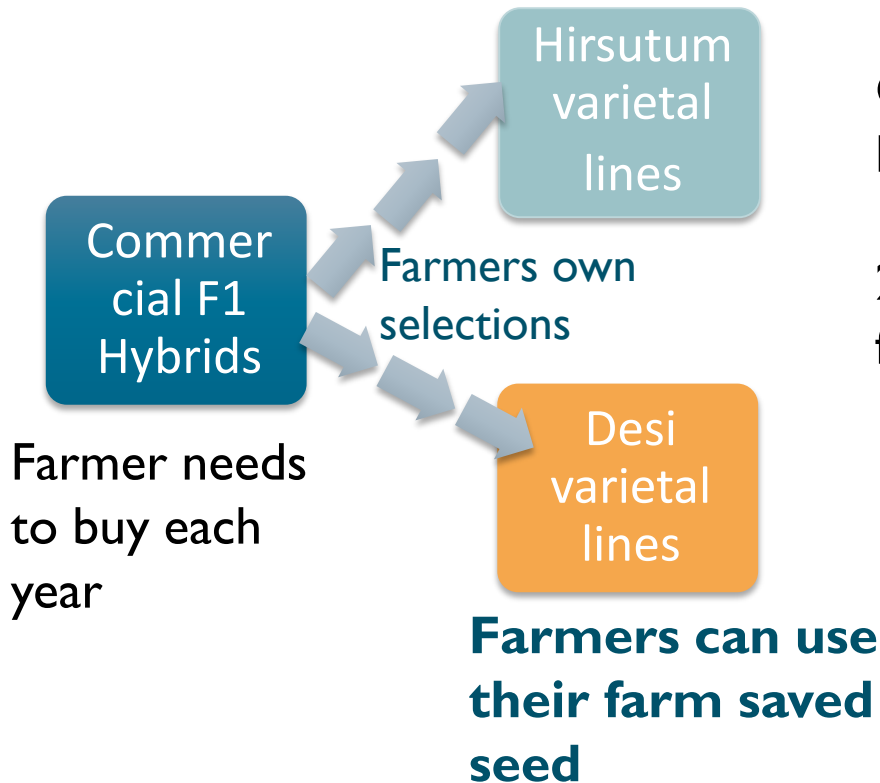 Hirsutum
varietal
lines
Commer
cial F1
Hybrids
Farmers own
selections
Farmer needs
to buy each
year
Desi
varietal
lines
Farmers can use
their farm saved
seed